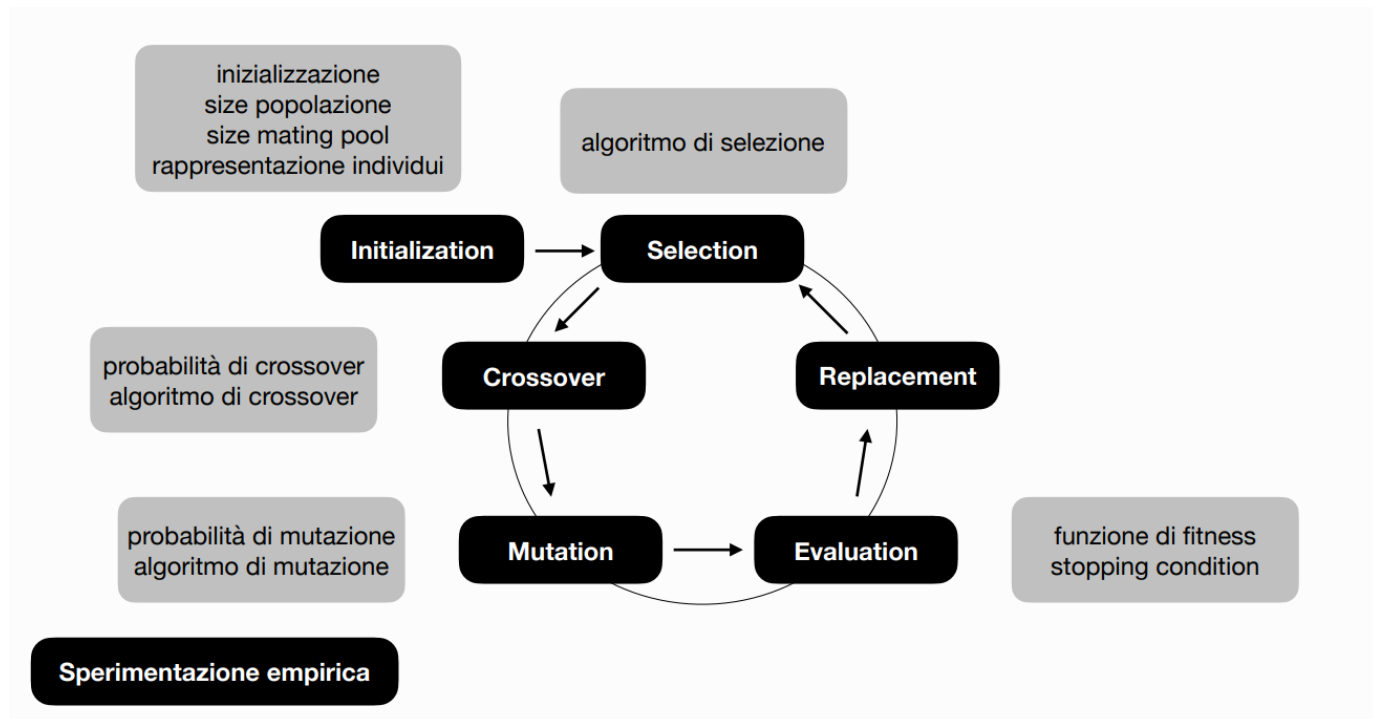 inizializzazione
size popolazione
size mating pool
rappresentazione individui
algoritmo di selezione
Initialization
Selection
probabilità di crossover
algoritmo di crossover
Crossover
Replacement
probabilità di mutazione
algoritmo di mutazione
Mutation
Evaluation
funzione di fitness
stopping condition
Sperimentazione empirica